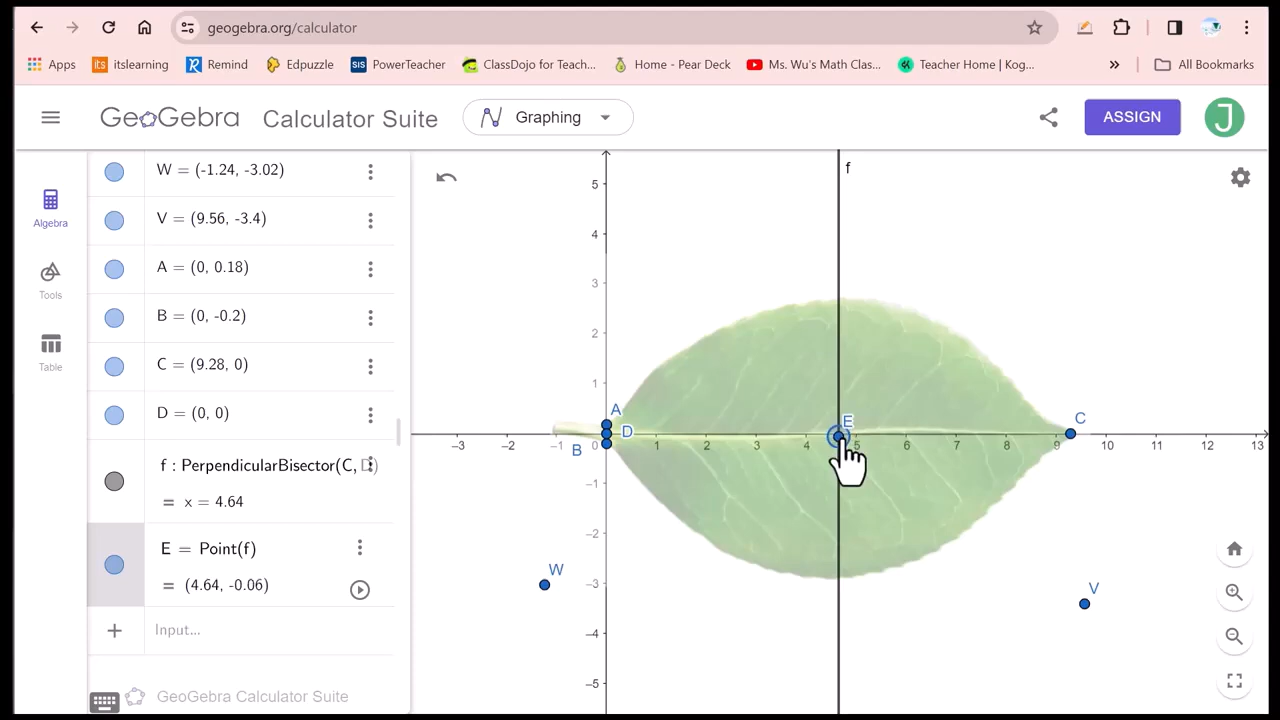 geogebra.org/calculator
Apps its itslearning Remind Edpuzzle SIS PowerTeacher ClassDojo for Teach... Home - Pear Deck Ms. Wu's Math Clas... Teacher Home | Kog... » All Bookmarks
GeoGebra Calculator Suite Graphing ASSIGN J
Algebra
Tools
Table
W = (-1.24, -3.02)
V = (9.56, -3.4)
A = (0, 0.18)
B = (0, -0.2)
C = (9.28, 0)
D = (0, 0)
f : PerpendicularBisector(C, D)
= x = 4.64
E = Point(f)
= (4.64, -0.06)
+ Input...
GeoGebra Calculator Suite
f
5
4
3
2
1
A
E
C
D
B
−3 −2 −1 0 1 2 3 4 5 6 7 8 9 10 11 12 13
−1
−2
−3
W
V
−4
−5